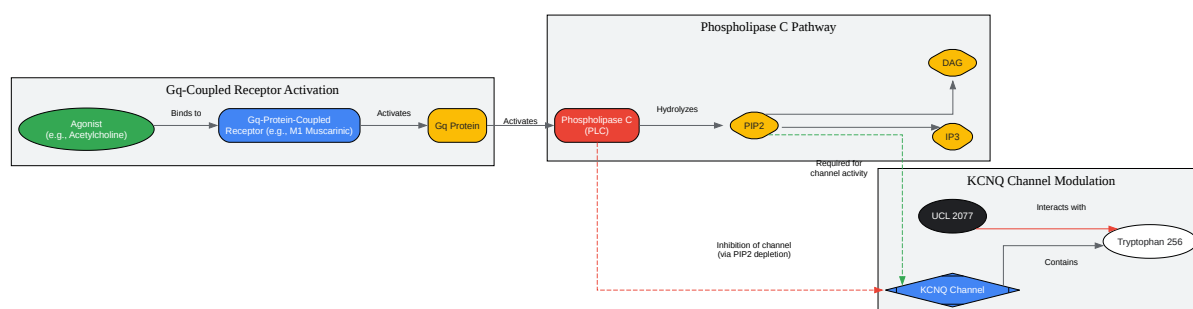 Phospholipase C Pathway
DAG
Gq-Coupled Receptor Activation
Agonist
(e.g., Acetylcholine)
Binds to
Gq-Protein-Coupled
Receptor (e.g., M1 Muscarinic)
Activates
Gq Protein
Activates
Phospholipase C
(PLC)
Hydrolyzes
PIP2
IP3
Required for
channel activity
KCNQ Channel Modulation
UCL 2077
Interacts with
Tryptophan 256
Inhibition of channel
(via PIP2 depletion)
Contains
KCNQ Channel